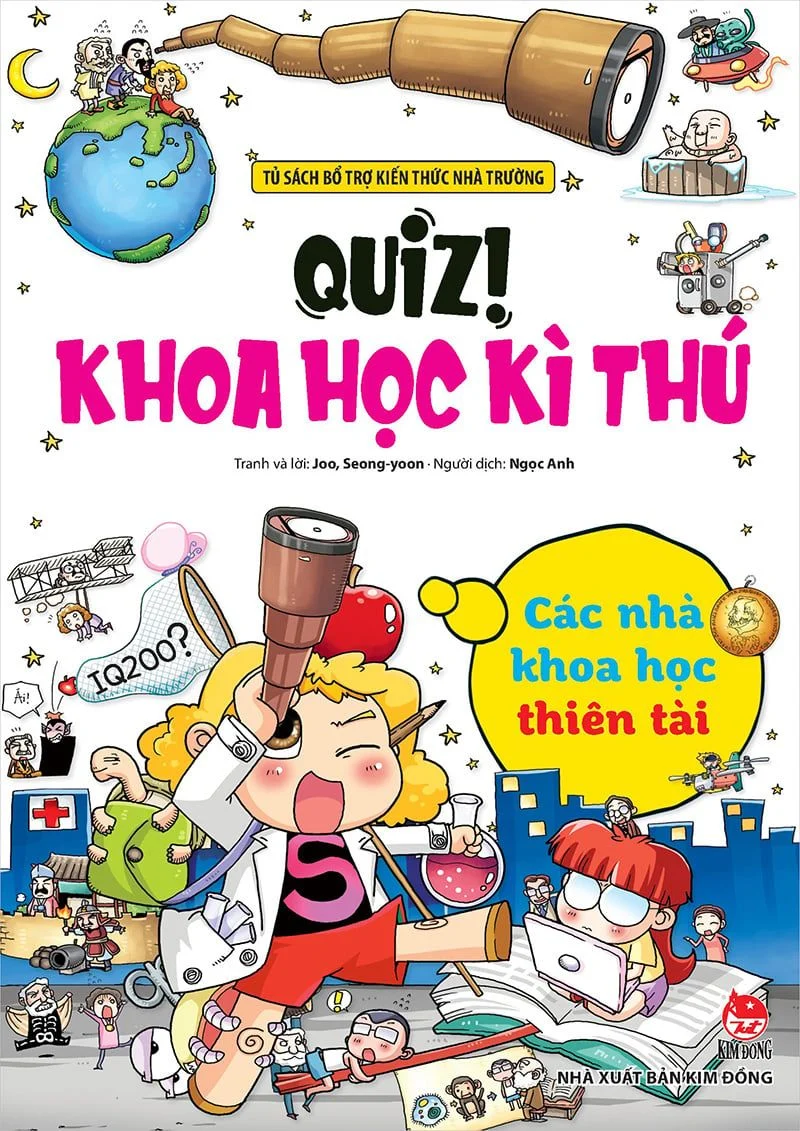 TỦ SÁCH BỔ TRỢ KIẾN THỨC NHÀ TRƯỜNG
QUIZ!
KHOA HỌC KÌ THÚ
Tranh và lời: Joo, Seong-yoon · Người dịch: Ngọc Anh
Các nhà
khoa học
thiên tài
IQ200?
Ái!
S
KIM ĐỒNG
NHÀ XUẤT BẢN KIM ĐỒNG